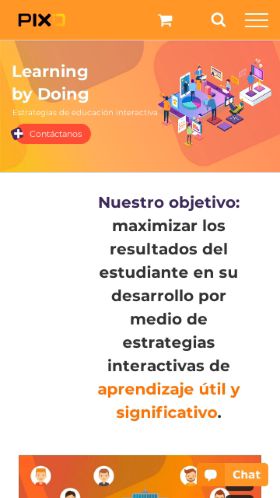 PIX
Learning
by Doing
Estrategias de educación interactiva
Contáctanos
Nuestro objetivo:
maximizar los
resultados del
estudiante en su
desarrollo por
medio de
estrategias
interactivas de
aprendizaje útil y
significativo.
Chat